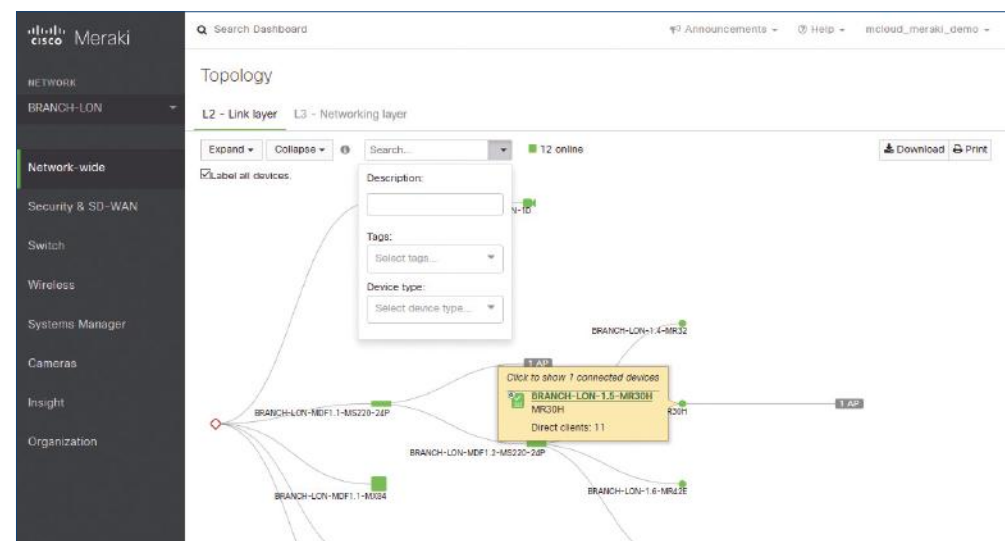 CISCO Meraki
Search Dashboard
Announcements
Help
mcloud_meraki_demo
NETWORK
BRANCH-LON
Network-wide
Security & SD-WAN
Switch
Wireless
Systems Manager
Cameras
Insight
Organization
Topology
L2 - Link layer
L3 - Networking layer
Expand
Collapse
Search...
12 online
Download
Print
Label all devices.
Description:
N-1D
Tags:
Select tags...
Device type:
Select device type...
BRANCH-LON-1.4-MR32
1 AP
Click to show 1 connected devices
BRANCH-LON-1.5-MR30H
MR30H
Direct clients: 11
R30H
1 AP
BRANCH-LON-MDF1.1-MS220-24P
BRANCH-LON-MDF1.2-MS220-24P
BRANCH-LON-MDF1.1-MX84
BRANCH-LON-1.6-MR42E